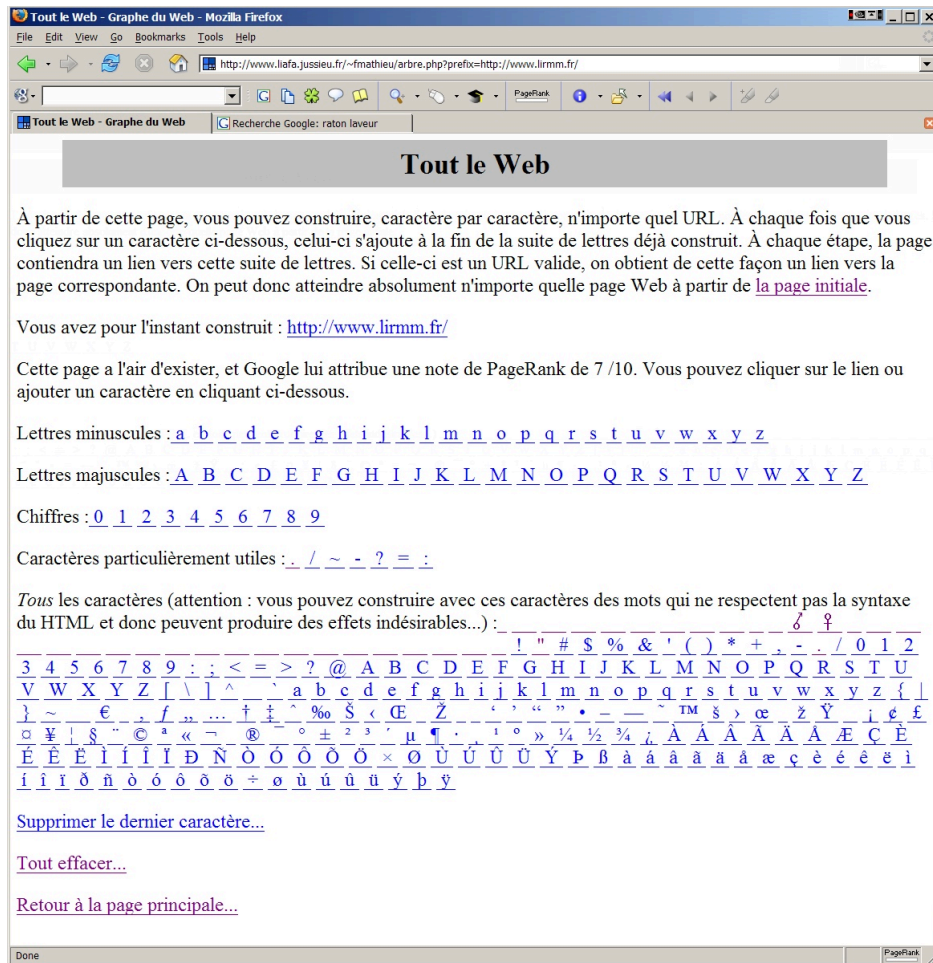 Tout le Web - Graphe du Web - Mozilla Firefox
File Edit View Go Bookmarks Tools Help
http://www.liafa.jussieu.fr/~fmathieu/arbre.php?prefix=http://www.lirmm.fr/
PageRank
Tout le Web - Graphe du Web
Recherche Google: raton laveur
Tout le Web
À partir de cette page, vous pouvez construire, caractère par caractère, n'importe quel URL. À chaque fois que vous
cliquez sur un caractère ci-dessous, celui-ci s'ajoute à la fin de la suite de lettres déjà construit. À chaque étape, la page
contiendra un lien vers cette suite de lettres. Si celle-ci est un URL valide, on obtient de cette façon un lien vers la
page correspondante. On peut donc atteindre absolument n'importe quelle page Web à partir de la page initiale.
Vous avez pour l'instant construit : http://www.lirmm.fr/
Cette page a l'air d'exister, et Google lui attribue une note de PageRank de 7 /10. Vous pouvez cliquer sur le lien ou
ajouter un caractère en cliquant ci-dessous.
Lettres minuscules : a b c d e f g h i j k l m n o p q r s t u v w x y z
Lettres majuscules : A B C D E F G H I J K L M N O P Q R S T U V W X Y Z
Chiffres : 0 1 2 3 4 5 6 7 8 9
Caractères particulièrement utiles : . / ~ - ? = :
Tous les caractères (attention : vous pouvez construire avec ces caractères des mots qui ne respectent pas la syntaxe
du HTML et donc peuvent produire des effets indésirables...) : ♂ ♀
! " # $ % & ' ( ) * + , - . / 0 1 2
3 4 5 6 7 8 9 : ; < = > ? @ A B C D E F G H I J K L M N O P Q R S T U
V W X Y Z [ \ ] ^ _ ` a b c d e f g h i j k l m n o p q r s t u v w x y z { |
} ~ € ‚ ƒ „ … † ‡ ˆ ‰ Š ‹ Œ Ž ‘ ’ “ ” • – — ˜ ™ š › œ ž Ÿ ¡ ¢ £
¤ ¥ ¦ § ¨ © ª « ¬ ® ¯ ° ± ² ³ ´ µ ¶ · ¸ ¹ º » ¼ ½ ¾ ¿ À Á Â Ã Ä Å Æ Ç È
É Ê Ë Ì Í Î Ï Ð Ñ Ò Ó Ô Õ Ö × Ø Ù Ú Û Ü Ý Þ ß à á â ã ä å æ ç è é ê ë ì
í î ï ð ñ ò ó ô õ ö ÷ ø ù ú û ü ý þ ÿ
Supprimer le dernier caractère...
Tout effacer...
Retour à la page principale...
Done
PageRank